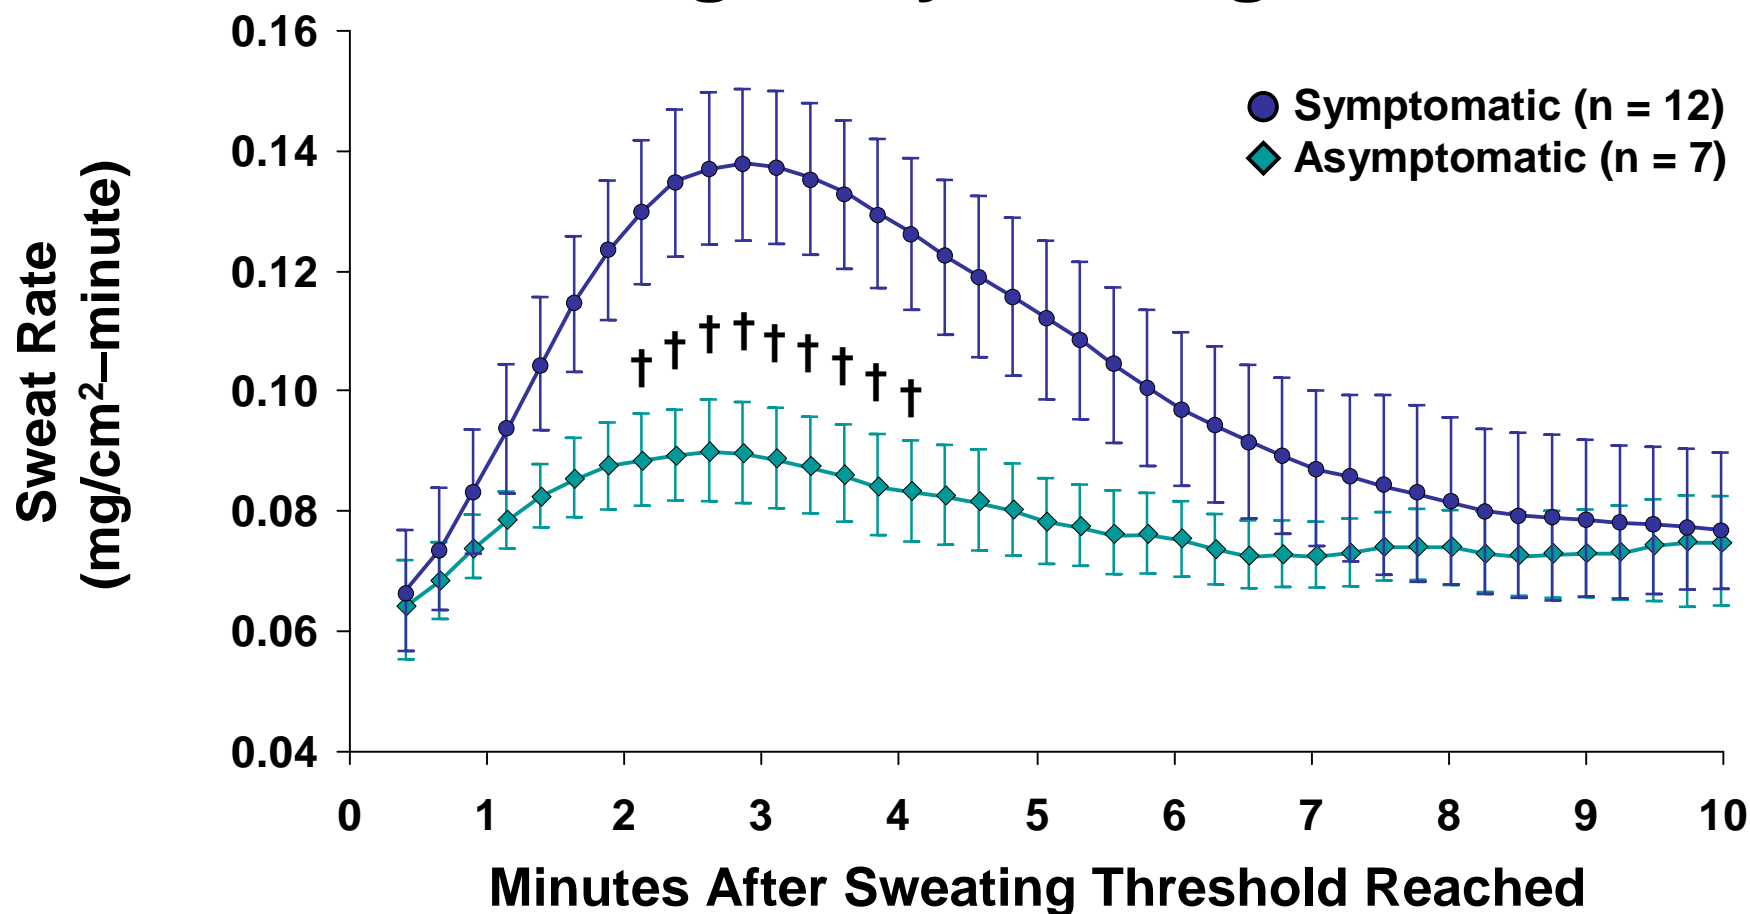 0.16
0.14
0.12
0.10
0.08
0.06
0.04
Sweat Rate
(mg/cm²–minute)
Symptomatic (n = 12)
Asymptomatic (n = 7)
† † † † † † † † †
0 1 2 3 4 5 6 7 8 9 10
Minutes After Sweating Threshold Reached